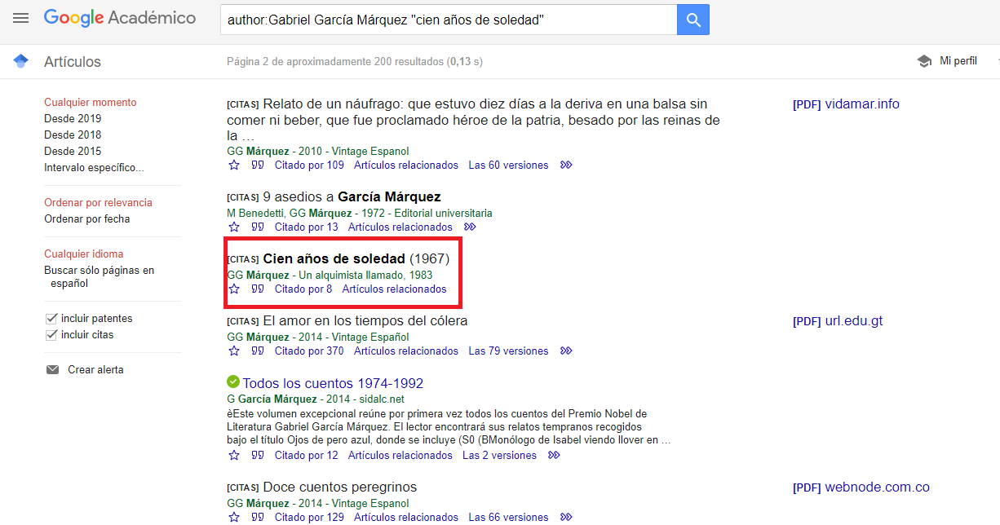 Google Académico
author:Gabriel García Márquez "cien años de soledad"
Artículos
Página 2 de aproximadamente 200 resultados (0,13 s)
Mi perfil
Cualquier momento
Desde 2019
Desde 2018
Desde 2015
Intervalo específico...
Ordenar por relevancia
Ordenar por fecha
Cualquier idioma
Buscar sólo páginas en
español
incluir patentes
incluir citas
Crear alerta
[CITAS] Relato de un náufrago: que estuvo diez días a la deriva en una balsa sin
comer ni beber, que fue proclamado héroe de la patria, besado por las reinas de
la …
GG Márquez - 2010 - Vintage Espanol
Citado por 109 Artículos relacionados Las 60 versiones
[PDF] vidamar.info
[CITAS] 9 asedios a García Márquez
M Benedetti, GG Márquez - 1972 - Editorial universitaria
Citado por 13 Artículos relacionados
[CITAS] Cien años de soledad (1967)
GG Márquez - Un alquimista llamado, 1983
Citado por 8 Artículos relacionados
[CITAS] El amor en los tiempos del cólera
GG Márquez - 2014 - Vintage Español
Citado por 370 Artículos relacionados Las 79 versiones
[PDF] url.edu.gt
Todos los cuentos 1974-1992
G García Márquez - 2014 - sidalc.net
èEste volumen excepcional reúne por primera vez todos los cuentos del Premio Nobel de
Literatura Gabriel García Márquez. El lector encontrará sus relatos tempranos recogidos
bajo el título Ojos de pero azul, donde se incluye (S0 (BMonólogo de Isabel viendo llover en …
Citado por 12 Artículos relacionados Las 2 versiones
[CITAS] Doce cuentos peregrinos
GG Márquez - 2014 - Vintage Espanol
Citado por 129 Artículos relacionados Las 66 versiones
[PDF] webnode.com.co